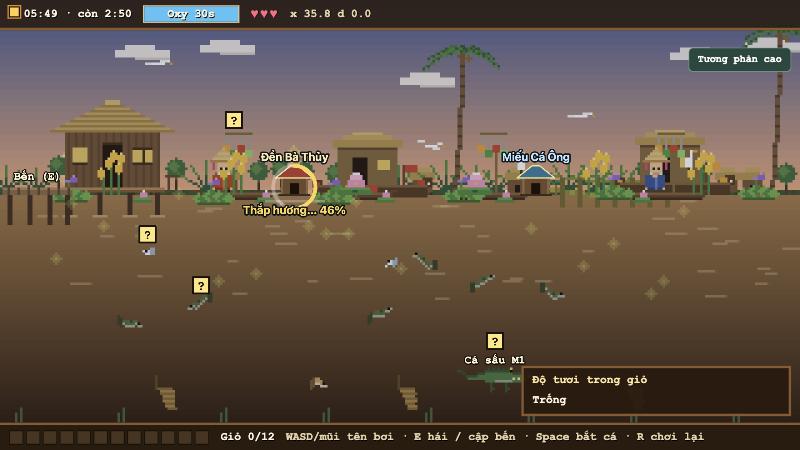 05:49 · còn 2:50
Oxy 30s
♥♥♥
x 35.8 d 0.0
Tương phản cao
?
Đền Bà Thủy
Miếu Cá Ông
Bến (E)
Thắp hương... 46%
?
?
?
Cá sấu M1
Độ tươi trong giỏ
Trống
Giỏ 0/12
WASD/mũi tên bơi · E hái / cập bến · Space bắt cá · R chơi lại